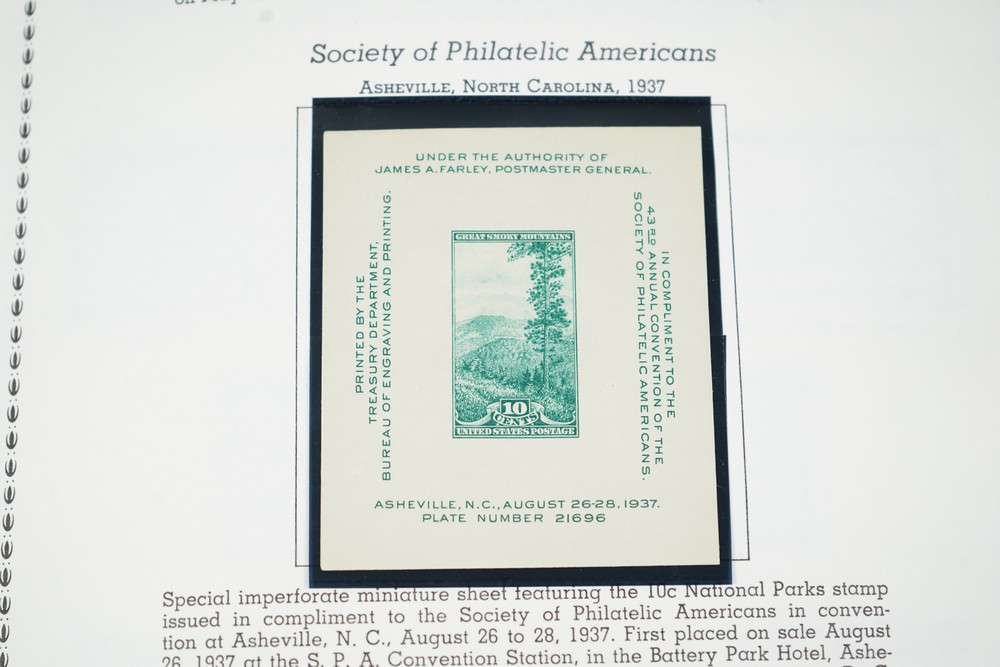 Society of Philatelic Americans
ASHEVILLE, NORTH CAROLINA, 1937
UNDER THE AUTHORITY OF
JAMES A. FARLEY, POSTMASTER GENERAL.
PRINTED BY THE
TREASURY DEPARTMENT,
BUREAU OF ENGRAVING AND PRINTING.
GREAT SMOKY MOUNTAINS
10
CENTS
UNITED STATES POSTAGE
IN COMPLIMENT TO THE
43RD ANNUAL CONVENTION OF THE
SOCIETY OF PHILATELIC AMERICANS.
ASHEVILLE, N.C., AUGUST 26-28, 1937.
PLATE NUMBER 21696
Special imperforate miniature sheet featuring the 10c National Parks stamp
issued in compliment to the Society of Philatelic Americans in conven-
tion at Asheville, N. C., August 26 to 28, 1937. First placed on sale August
26, 1937 at the S. P. A. Convention Station, in the Battery Park Hotel, Ashe-